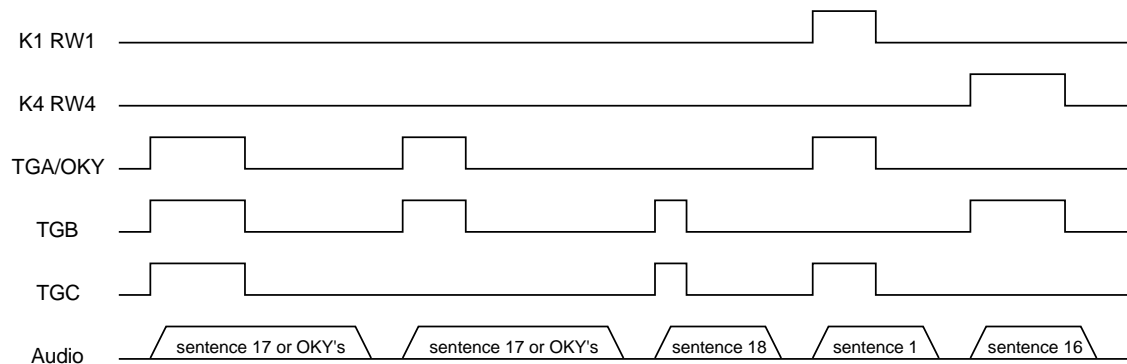 K1 RW1
K4 RW4
TGA/OKY
TGB
TGC
Audio sentence 17 or OKY's sentence 17 or OKY's sentence 18 sentence 1 sentence 16